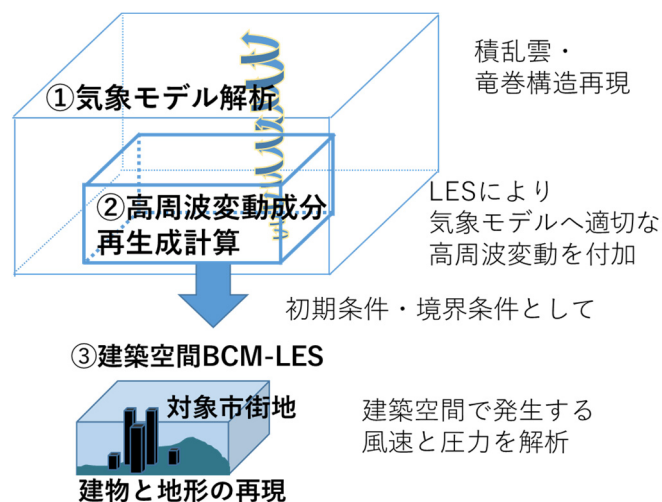 積乱雲・
竜巻構造再現
①気象モデル解析
②高周波変動成分
再生成計算
LESにより
気象モデルへ適切な
高周波変動を付加
初期条件・境界条件として
③建築空間BCM-LES
対象市街地
建物と地形の再現
建築空間で発生する
風速と圧力を解析